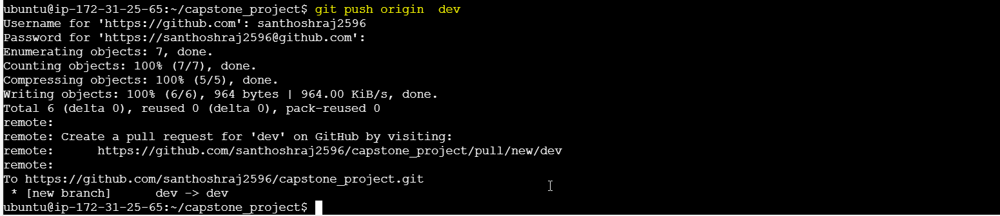 ubuntu@ip-172-31-25-65:~/capstone_project$ git push origin  dev
Username for 'https://github.com': santhoshraj2596
Password for 'https://santhoshraj2596@github.com':
Enumerating objects: 7, done.
Counting objects: 100% (7/7), done.
Compressing objects: 100% (5/5), done.
Writing objects: 100% (6/6), 964 bytes | 964.00 KiB/s, done.
Total 6 (delta 0), reused 0 (delta 0), pack-reused 0
remote:
remote: Create a pull request for 'dev' on GitHub by visiting:
remote:      https://github.com/santhoshraj2596/capstone_project/pull/new/dev
remote:
To https://github.com/santhoshraj2596/capstone_project.git
 * [new branch]      dev -> dev
ubuntu@ip-172-31-25-65:~/capstone_project$